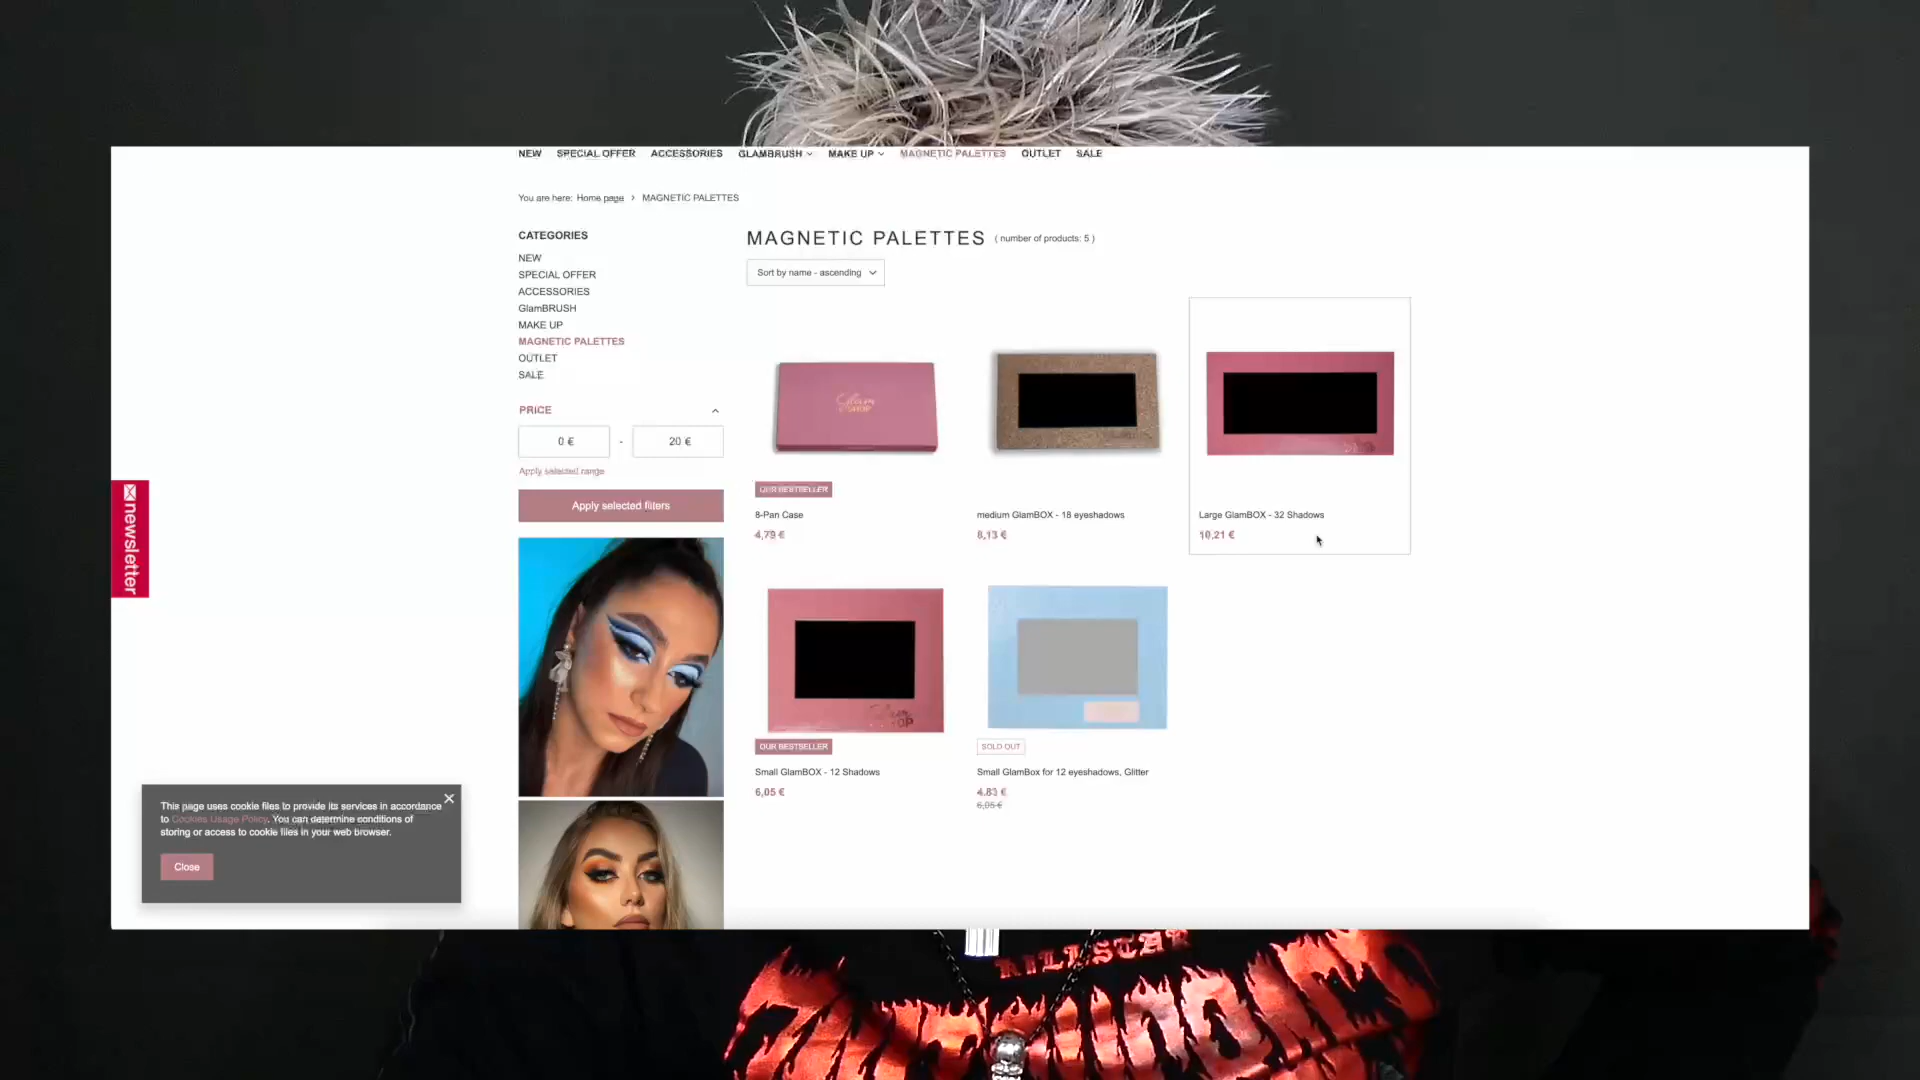 NEW SPECIAL OFFER ACCESSORIES GLAMBRUSH MAKE UP MAGNETIC PALETTES OUTLET SALE
You are here: Home page > MAGNETIC PALETTES
CATEGORIES
NEW
SPECIAL OFFER
ACCESSORIES
GlamBRUSH
MAKE UP
MAGNETIC PALETTES
OUTLET
SALE
PRICE
0 €
-
20 €
Apply selected range
Apply selected filters
newsletter
MAGNETIC PALETTES ( number of products: 5 )
Sort by name - ascending
Glam
SHOP
OUR BESTSELLER
8-Pan Case
4,79 €
medium GlamBOX - 18 eyeshadows
8,13 €
Large GlamBOX - 32 Shadows
10,21 €
OUR BESTSELLER
Small GlamBOX - 12 Shadows
6,05 €
SOLD OUT
Small GlamBox for 12 eyeshadows, Glitter
4,83 €
6,05 €
This page uses cookie files to provide its services in accordance
to Cookies Usage Policy. You can determine conditions of
storing or access to cookie files in your web browser.
Close
KILLSTAR